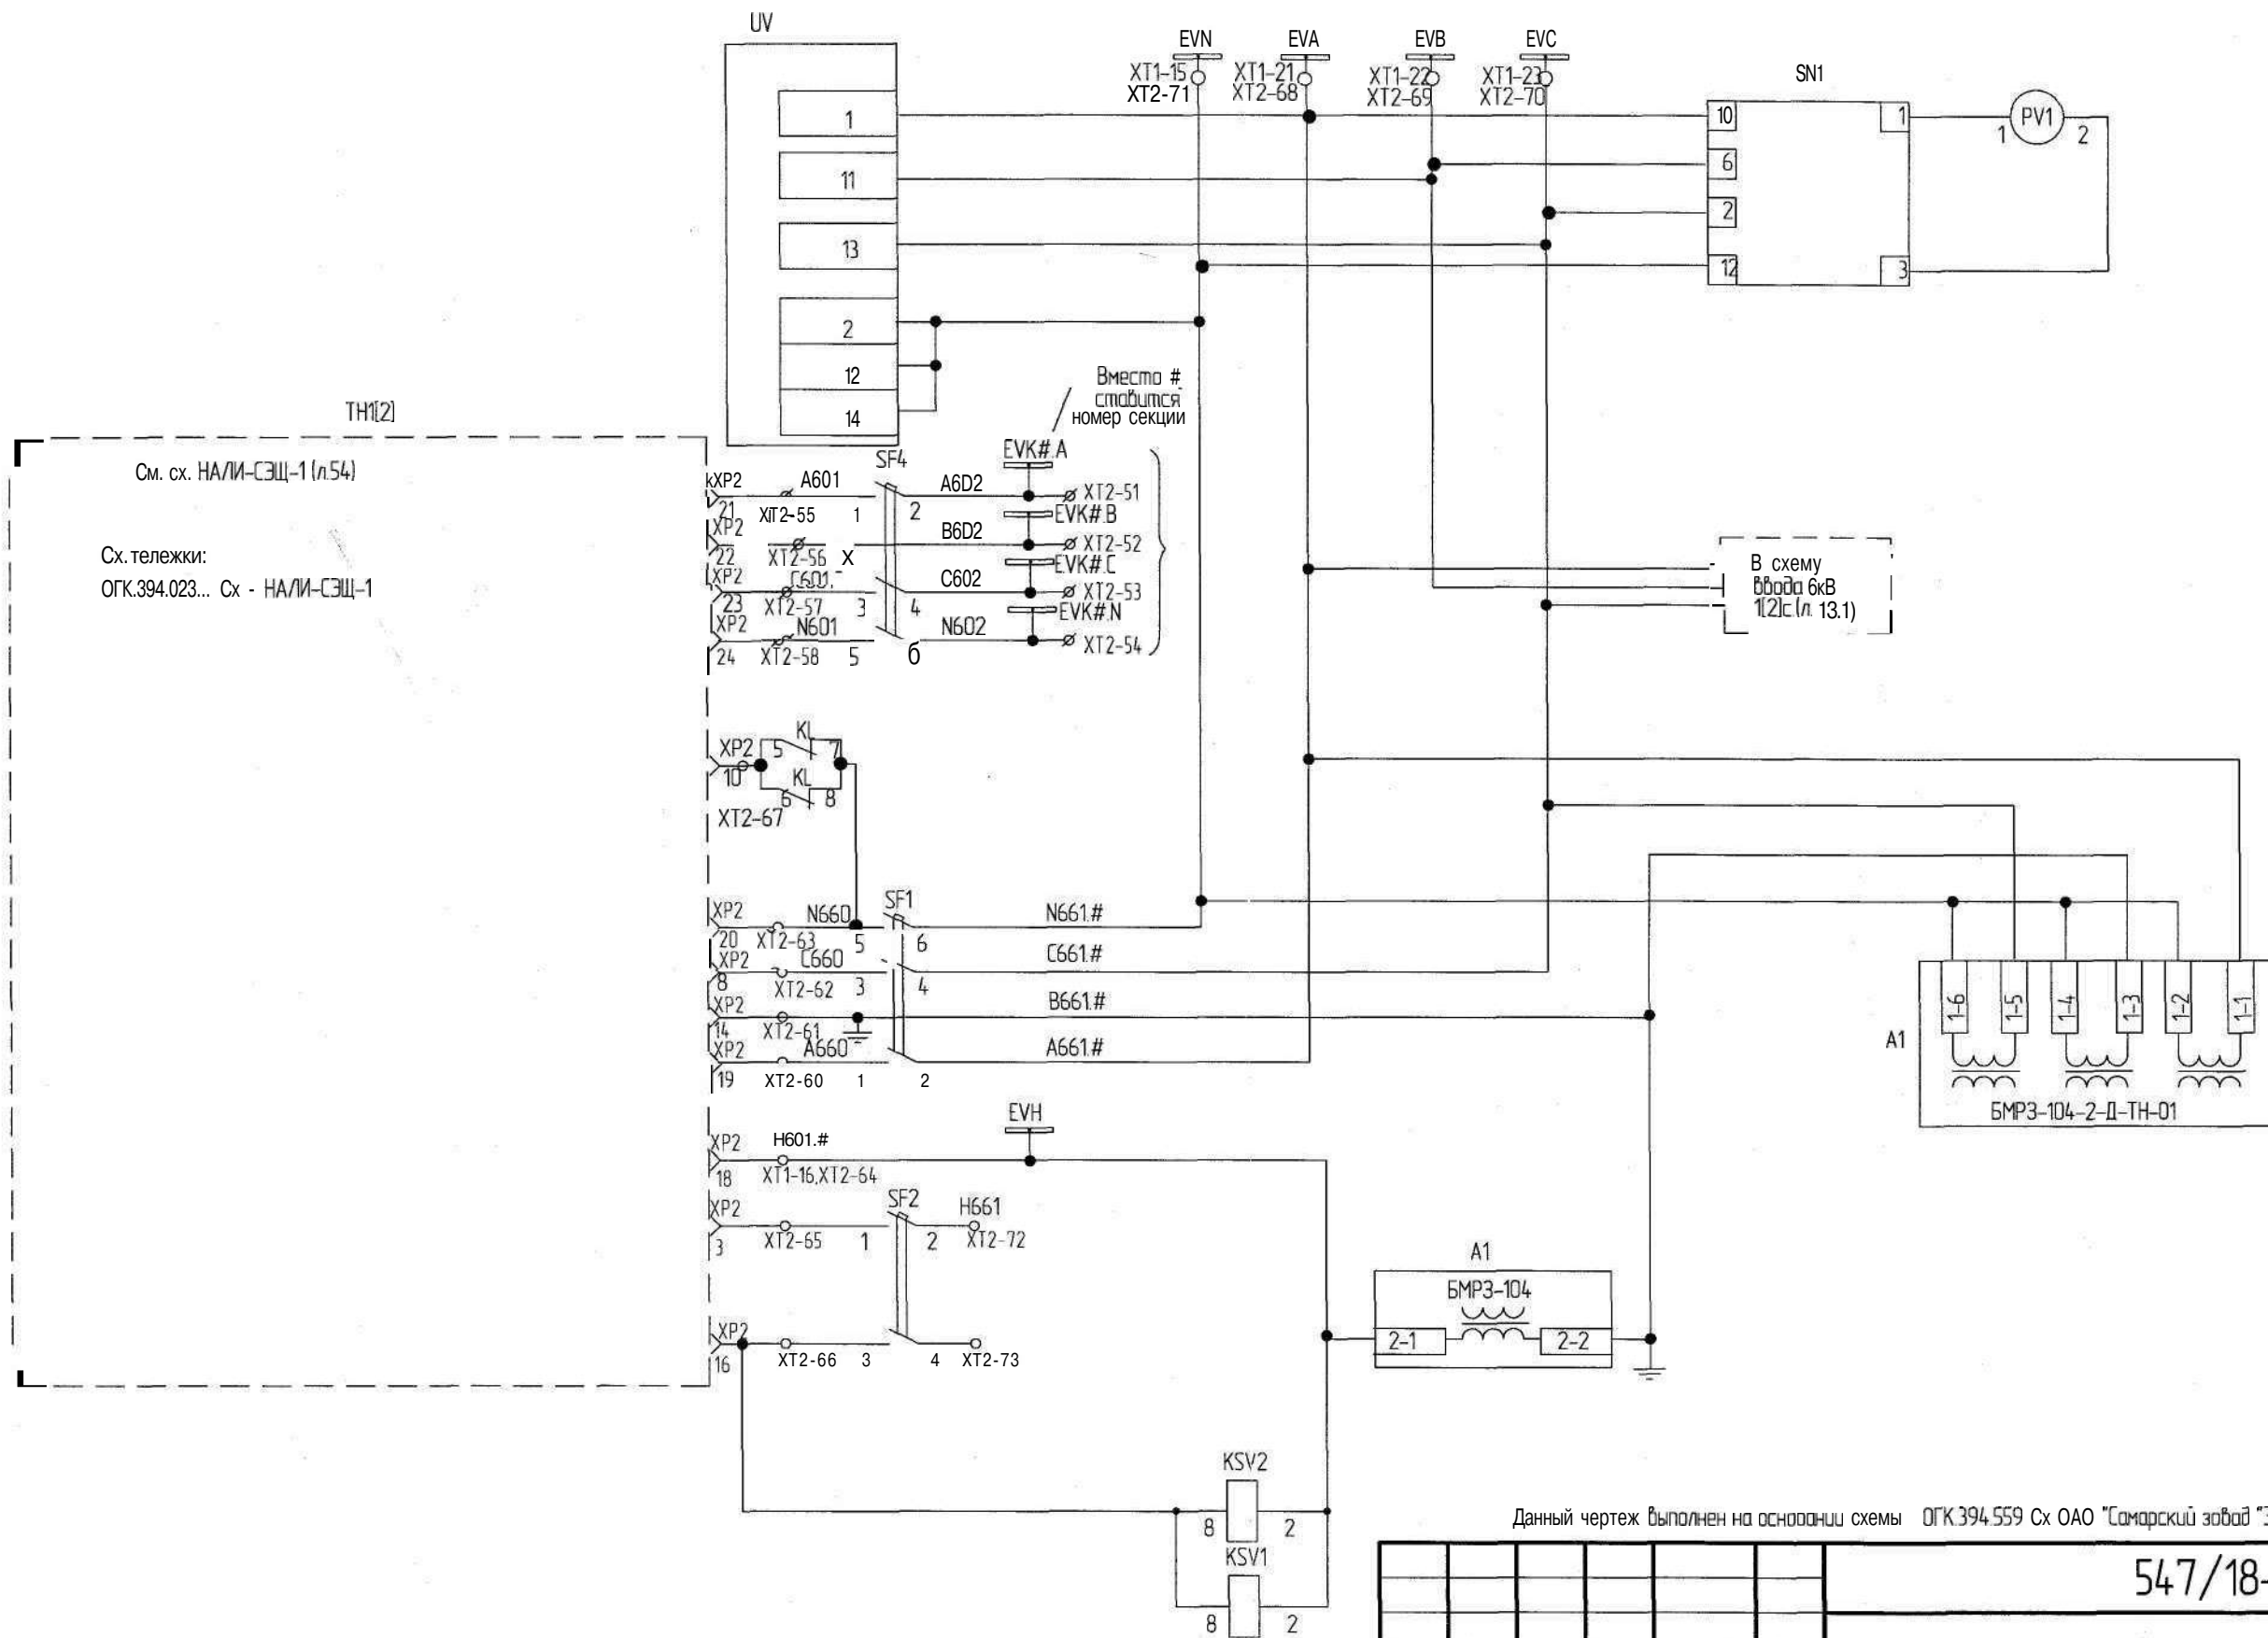 UV
EVN
EVA
EVB
EVC
XT1-15
XT2-71
XT1-21
XT2-68
XT1-22
XT2-69
XT1-23
XT2-70
SN1
1
10
1
PV1
1
2
11
6
2
13
12
3
2
12
14
Вместо #
ставится
номер секции
ТН1[2]
См. сх. НАЛИ-СЭЩ-1 (л.54)
Сх.тележки:
ОГК.394.023... Сх - НАЛИ-СЭЩ-1
SF4
EVK#.A
XP2
A601
A6D2
XT2-51
21
XT2-55
1
2
EVK#.B
XP2
B6D2
XT2-52
22
XT2-56
X
EVK#.C
XP2
C601
C602
XT2-53
23
XT2-57
3
4
EVK#.N
XP2
N601
N602
XT2-54
24
XT2-58
5
6
В схему
ввода 6кВ
1[2]с.(л. 13.1)
KL
XP2
5
7
10
KL
6
8
XT2-67
XP2
N660
SF1
N661.#
20
XT2-63
5
6
XP2
C660
C661.#
8
XT2-62
3
4
XP2
B661.#
14
XT2-61
XP2
A660
A661.#
19
XT2-60
1
2
A1
1-6
1-5
1-4
1-3
1-2
1-1
БМРЗ-104-2-Д-ТН-01
EVH
XP2
H601.#
18
XT1-16,XT2-64
XP2
SF2
H661
3
XT2-65
1
2
XT2-72
A1
БМРЗ-104
2-1
2-2
XP2
16
XT2-66
3
4
XT2-73
KSV2
8
2
KSV1
8
2
Данный чертеж выполнен на основании схемы ОГК.394.559 Сх ОАО "Самарский завод "Э
547/18-